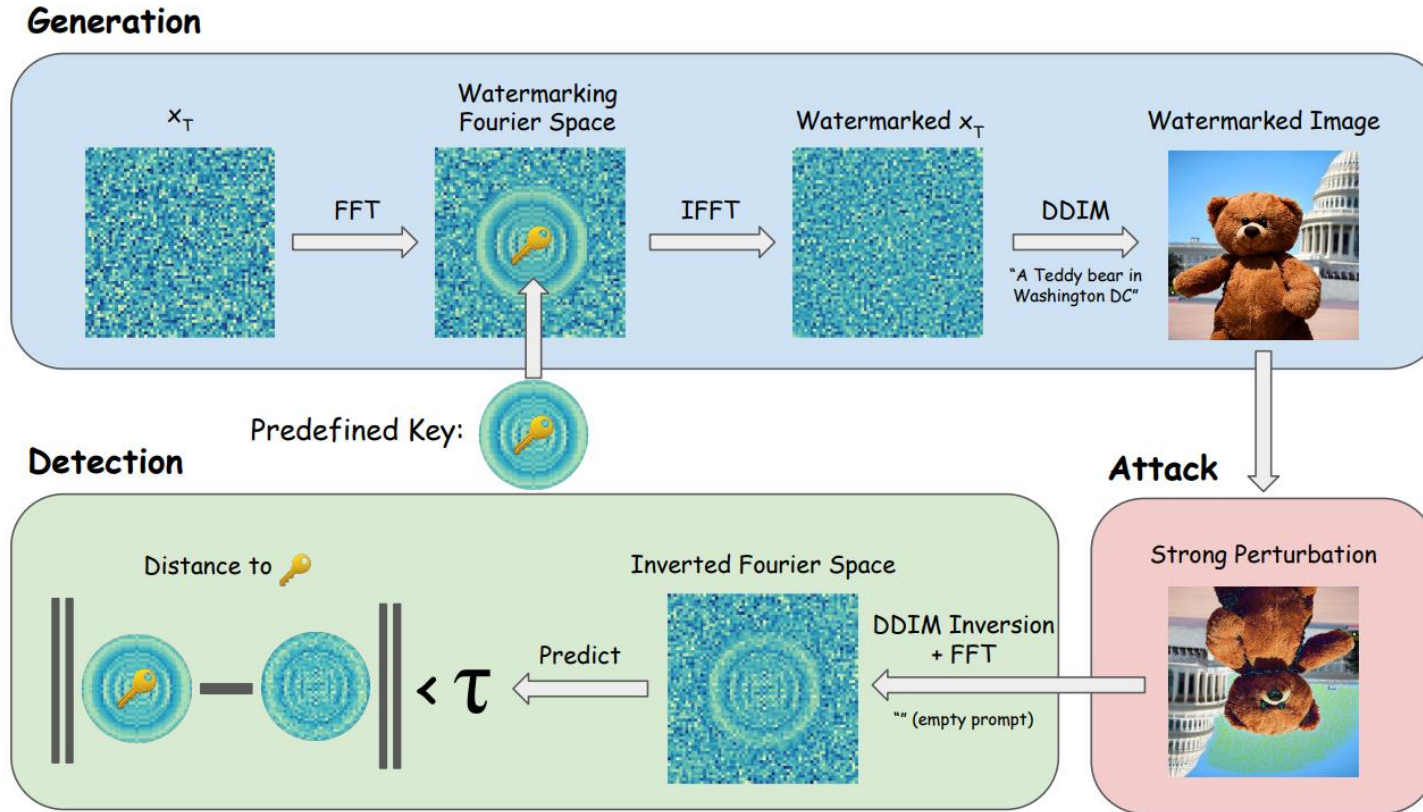 Generation
x_T
Watermarking
Fourier Space
Watermarked x_T
Watermarked Image
FFT
IFFT
DDIM
“A Teddy bear in
Washington DC”
Predefined Key:
Detection
Attack
Distance to
Inverted Fourier Space
Strong Perturbation
DDIM Inversion
+ FFT
Predict
< τ
“” (empty prompt)